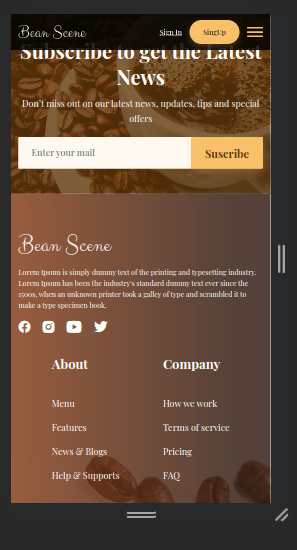 Bean Scene
Sign In
SingUp
Subscribe to get the Latest
News
Don't miss out on our latest news, updates, tips and special
offers
Enter your mail
Suscribe
Bean Scene
Lorem Ipsum is simply dummy text of the printing and typesetting industry.
Lorem Ipsum has been the industry's standard dummy text ever since the
1500s, when an unknown printer took a galley of type and scrambled it to
make a type specimen book.
About
Company
Menu
How we work
Features
Terms of service
News & Blogs
Pricing
Help & Supports
FAQ